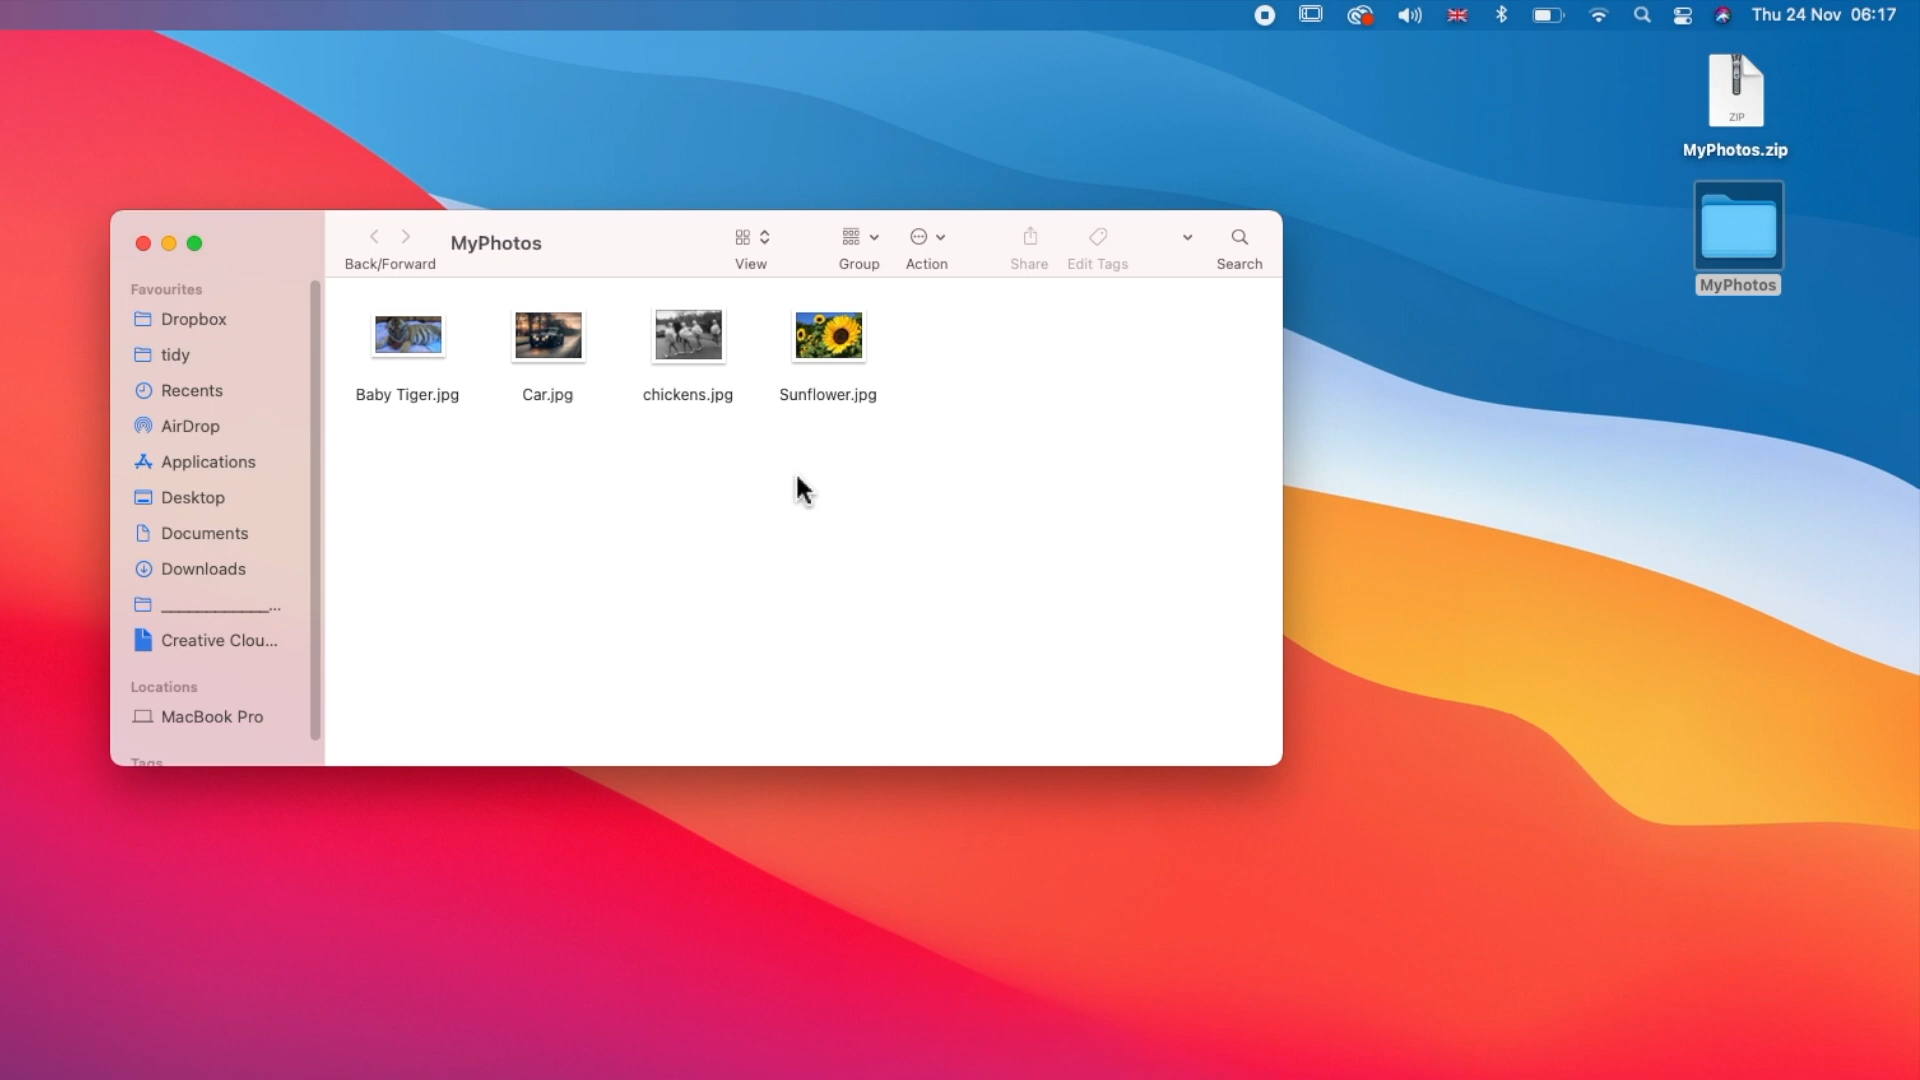 Thu 24 Nov 06:17
ZIP
MyPhotos.zip
MyPhotos
MyPhotos
Back/Forward
View
Group
Action
Share
Edit Tags
Search
Favourites
Dropbox
tidy
Recents
AirDrop
Applications
Desktop
Documents
Downloads
____________...
Creative Clou...
Locations
MacBook Pro
Tags
Baby Tiger.jpg
Car.jpg
chickens.jpg
Sunflower.jpg